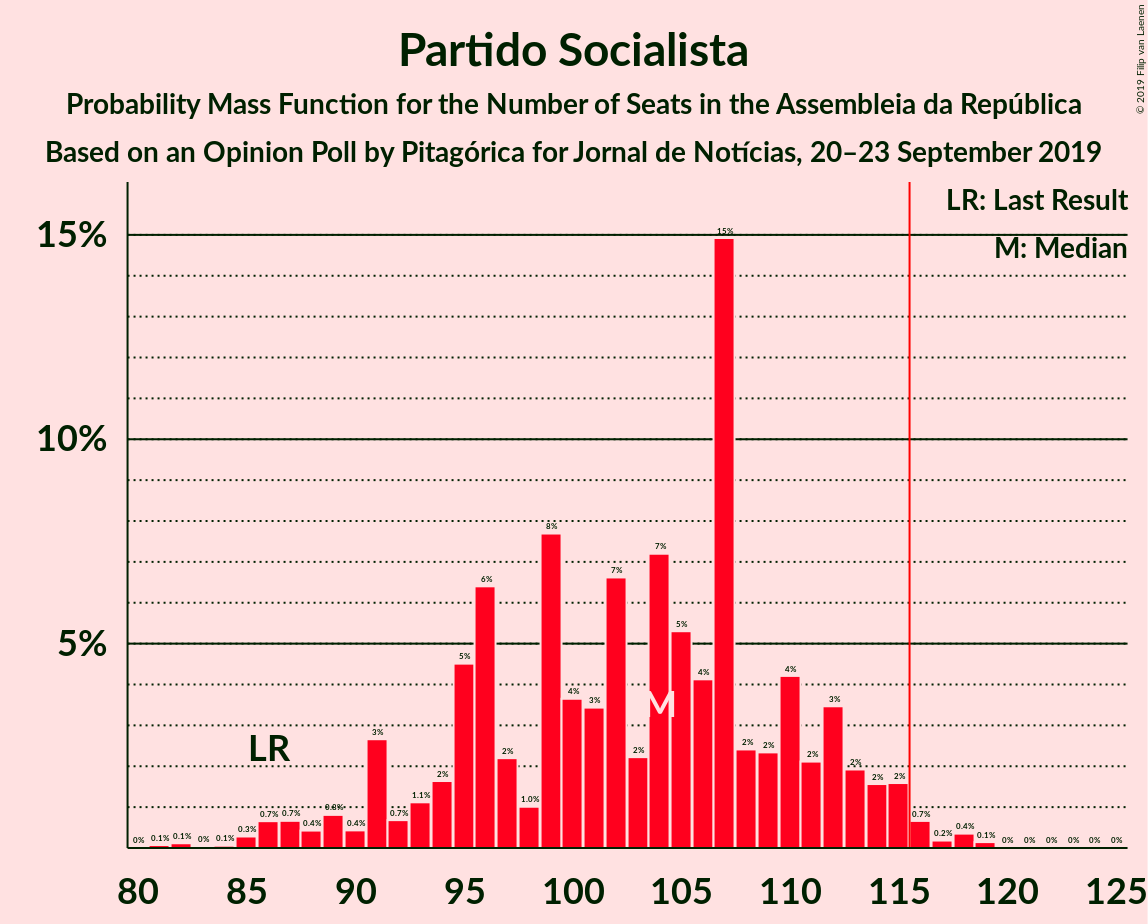 Partido Socialista
Probability Mass Function for the Number of Seats in the Assembleia da República
Based on an Opinion Poll by Pitagórica for Jornal de Notícias, 20–23 September 2019
© 2019 Filip van Laenen
LR: Last Result
M: Median
15%
10%
5%
LR
M
0% 0.1% 0.1% 0% 0.1% 0.3% 0.7% 0.7% 0.4% 0.8% 0.4% 3% 0.7% 1.1% 2% 5% 6% 2% 1.0% 8% 4% 3% 7% 2% 7% 5% 4% 15% 2% 2% 4% 2% 3% 2% 2% 2% 0.7% 0.2% 0.4% 0.1% 0% 0% 0% 0% 0% 0%
80 85 90 95 100 105 110 115 120 125